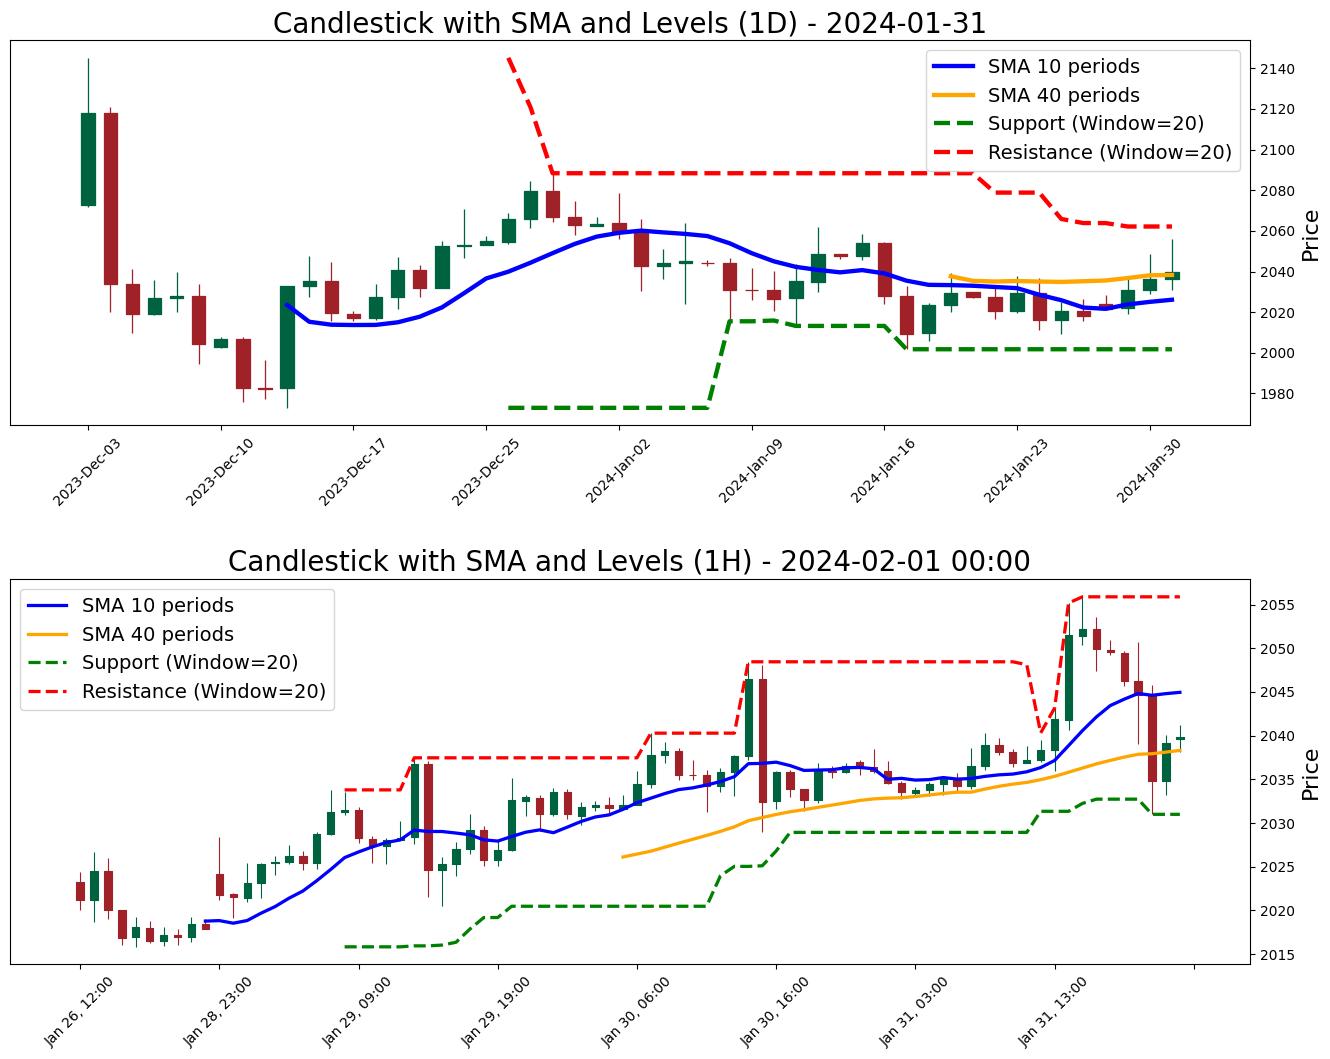 Candlestick with SMA and Levels (1D) - 2024-01-31
SMA 10 periods
SMA 40 periods
Support (Window=20)
Resistance (Window=20)
2140
2120
2100
2080
2060
2040
2020
2000
1980
Price
2023-Dec-03
2023-Dec-10
2023-Dec-17
2023-Dec-25
2024-Jan-02
2024-Jan-09
2024-Jan-16
2024-Jan-23
2024-Jan-30
Candlestick with SMA and Levels (1H) - 2024-02-01 00:00
SMA 10 periods
SMA 40 periods
Support (Window=20)
Resistance (Window=20)
2055
2050
2045
2040
2035
2030
2025
2020
2015
Price
Jan 26, 12:00
Jan 28, 23:00
Jan 29, 09:00
Jan 29, 19:00
Jan 30, 06:00
Jan 30, 16:00
Jan 31, 03:00
Jan 31, 13:00